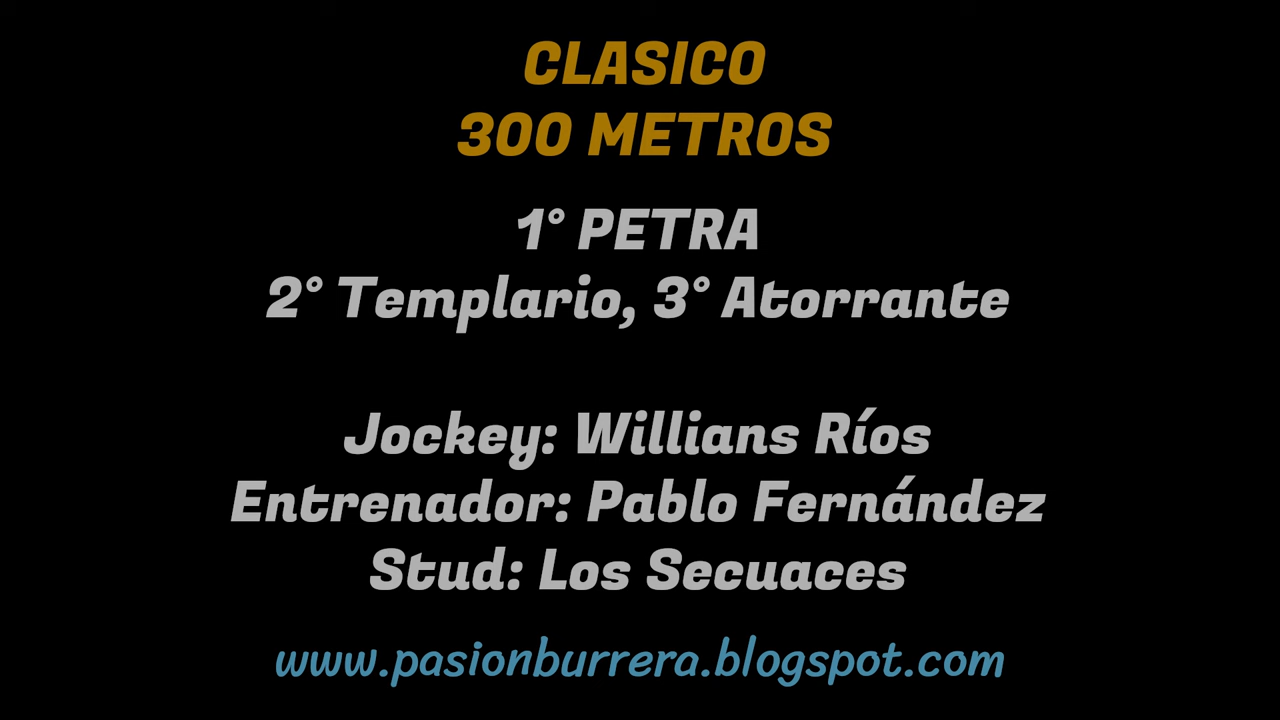 CLASICO
300 METROS
1° PETRA
2° Templario, 3° Atorrante
Jockey: Willians Ríos
Entrenador: Pablo Fernández
Stud: Los Secuaces
www.pasionburrera.blogspot.com